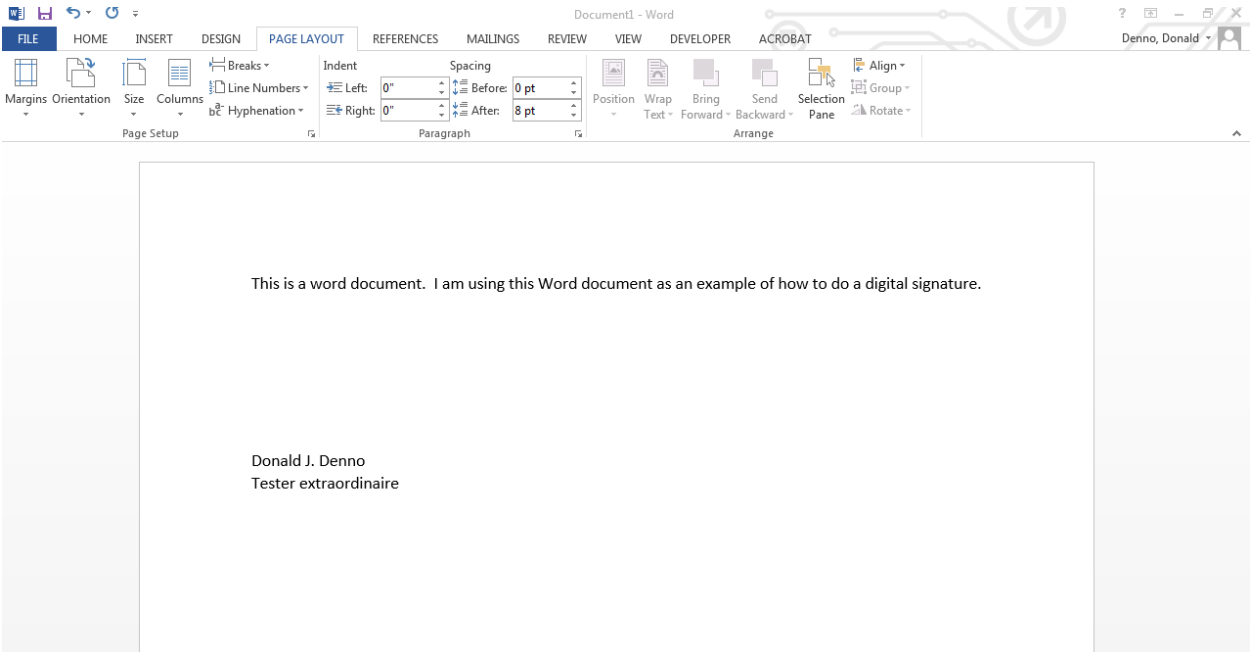 Document1 - Word
?
FILE HOME INSERT DESIGN PAGE LAYOUT REFERENCES MAILINGS REVIEW VIEW DEVELOPER ACROBAT Denno, Donald
Margins
Orientation
Size
Columns
Breaks
Line Numbers
Hyphenation
Page Setup
Indent
Left: 0"
Right: 0"
Spacing
Before: 0 pt
After: 8 pt
Paragraph
Position
Wrap
Text
Bring
Forward
Send
Backward
Selection
Pane
Align
Group
Rotate
Arrange
This is a word document.  I am using this Word document as an example of how to do a digital signature.
Donald J. Denno
Tester extraordinaire